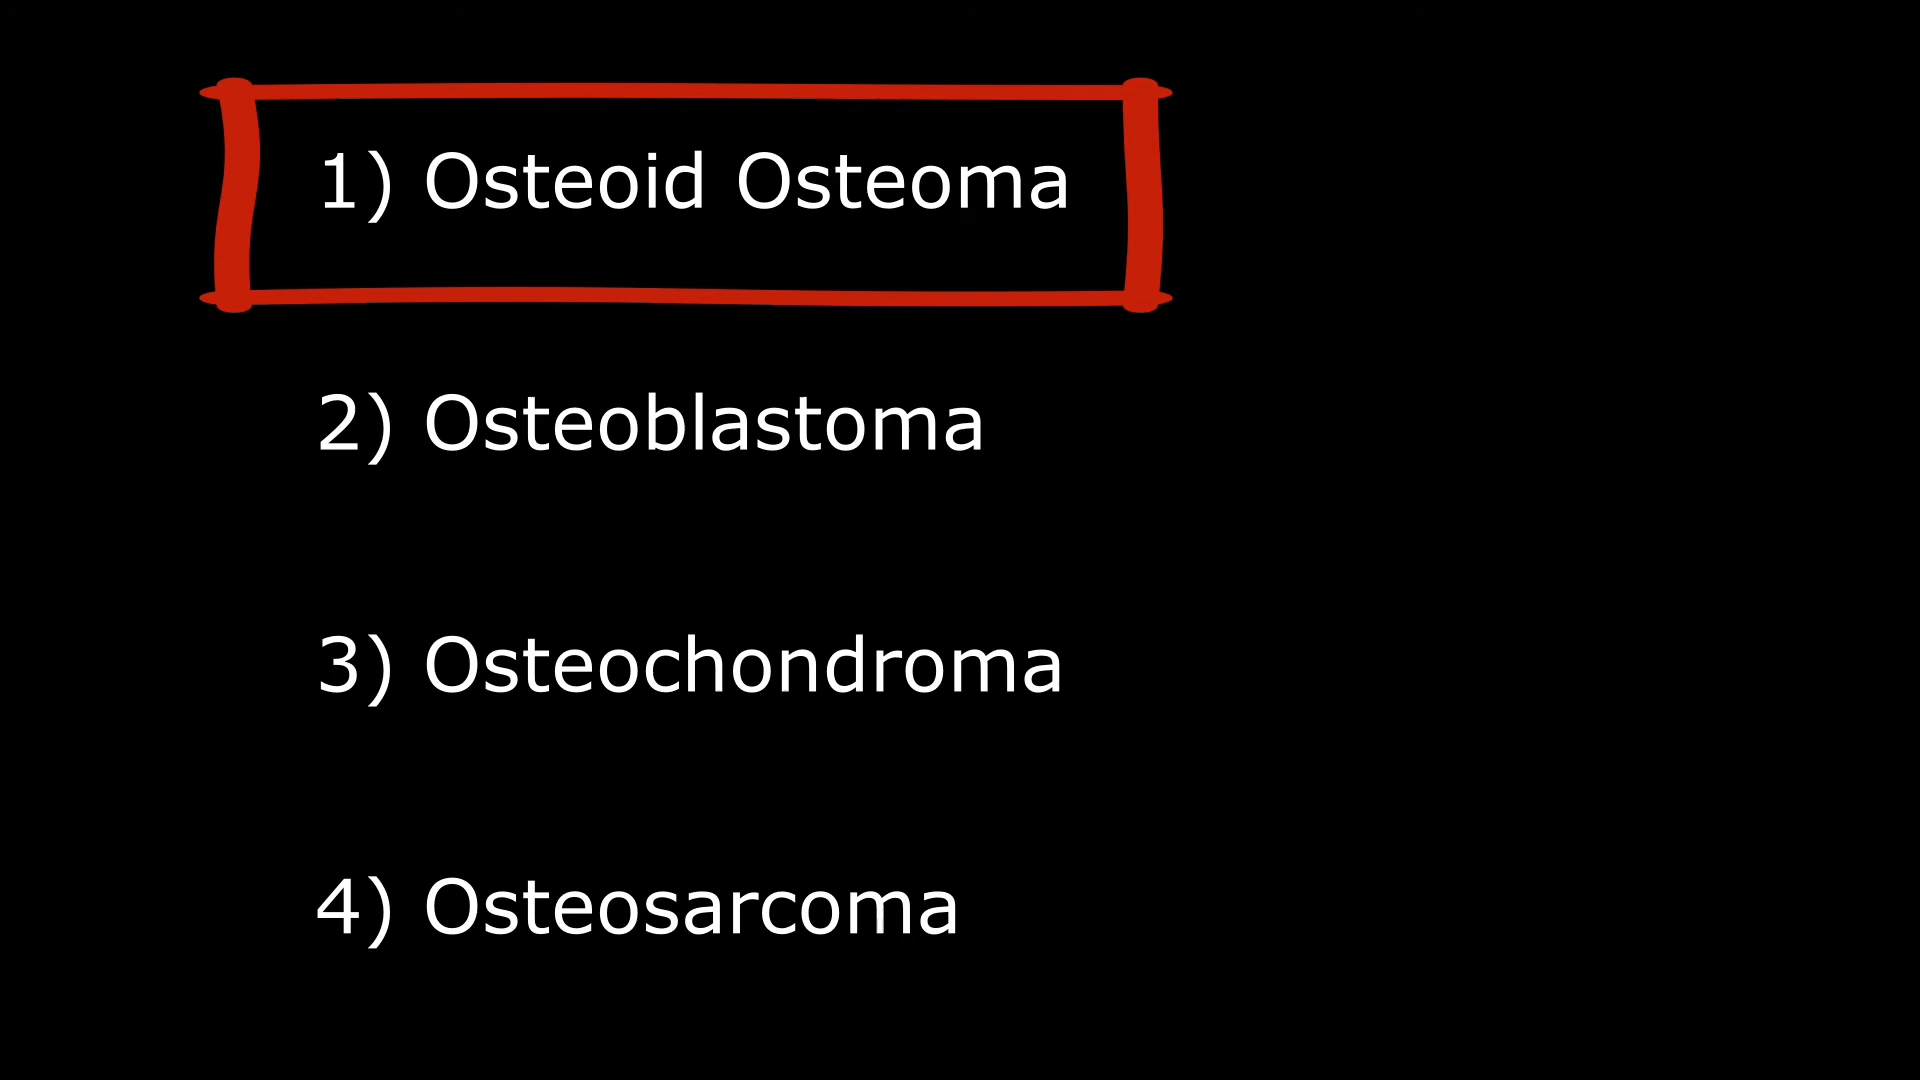 1) Osteoid Osteoma
2) Osteoblastoma
3) Osteochondroma
4) Osteosarcoma